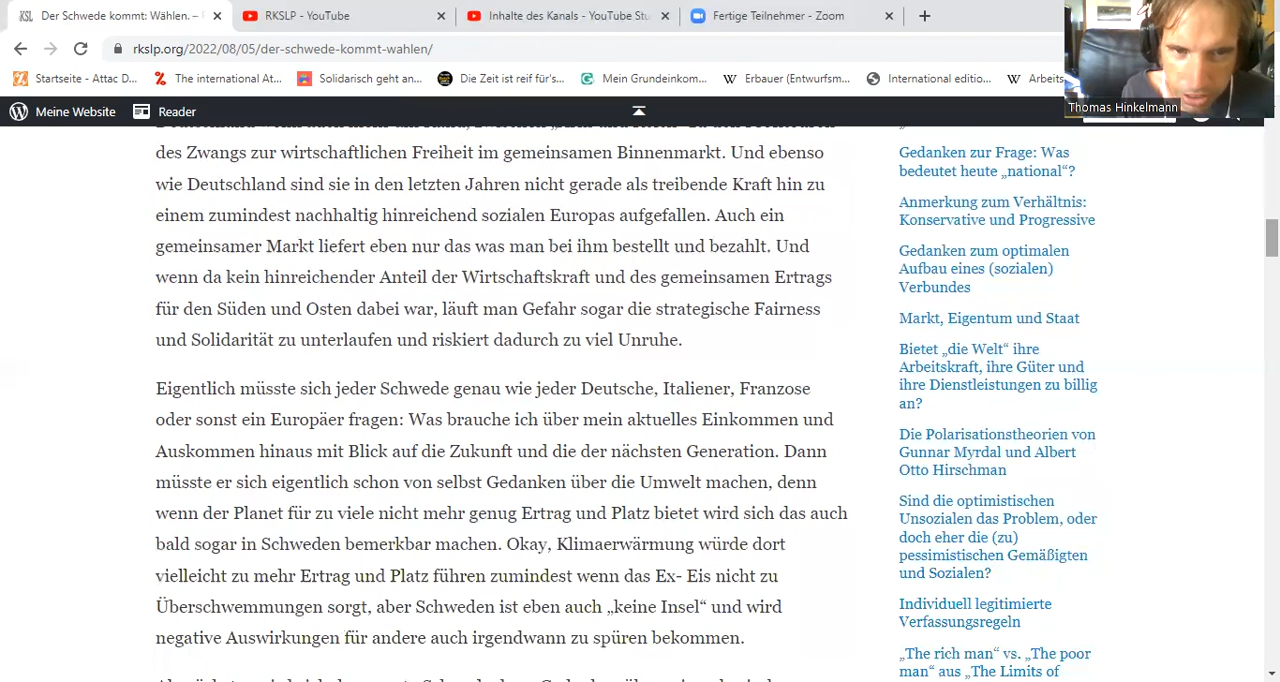 Der Schwede kommt: Wählen. –
RKSLP - YouTube
Inhalte des Kanals - YouTube Stu
Fertige Teilnehmer - Zoom
rkslp.org/2022/08/05/der-schwede-kommt-wahlen/
Startseite - Attac D...
The international At...
Solidarisch geht an...
Die Zeit ist reif für's...
Mein Grundeinkom...
Erbauer (Entwurfsm...
International editio...
Arbeits
Thomas Hinkelmann
Meine Website
Reader
des Zwangs zur wirtschaftlichen Freiheit im gemeinsamen Binnenmarkt. Und ebenso
wie Deutschland sind sie in den letzten Jahren nicht gerade als treibende Kraft hin zu
einem zumindest nachhaltig hinreichend sozialen Europas aufgefallen. Auch ein
gemeinsamer Markt liefert eben nur das was man bei ihm bestellt und bezahlt. Und
wenn da kein hinreichender Anteil der Wirtschaftskraft und des gemeinsamen Ertrags
für den Süden und Osten dabei war, läuft man Gefahr sogar die strategische Fairness
und Solidarität zu unterlaufen und riskiert dadurch zu viel Unruhe.
Eigentlich müsste sich jeder Schwede genau wie jeder Deutsche, Italiener, Franzose
oder sonst ein Europäer fragen: Was brauche ich über mein aktuelles Einkommen und
Auskommen hinaus mit Blick auf die Zukunft und die der nächsten Generation. Dann
müsste er sich eigentlich schon von selbst Gedanken über die Umwelt machen, denn
wenn der Planet für zu viele nicht mehr genug Ertrag und Platz bietet wird sich das auch
bald sogar in Schweden bemerkbar machen. Okay, Klimaerwärmung würde dort
vielleicht zu mehr Ertrag und Platz führen zumindest wenn das Ex- Eis nicht zu
Überschwemmungen sorgt, aber Schweden ist eben auch „keine Insel“ und wird
negative Auswirkungen für andere auch irgendwann zu spüren bekommen.
Gedanken zur Frage: Was
bedeutet heute „national“?
Anmerkung zum Verhältnis:
Konservative und Progressive
Gedanken zum optimalen
Aufbau eines (sozialen)
Verbundes
Markt, Eigentum und Staat
Bietet „die Welt“ ihre
Arbeitskraft, ihre Güter und
ihre Dienstleistungen zu billig
an?
Die Polarisationstheorien von
Gunnar Myrdal und Albert
Otto Hirschman
Sind die optimistischen
Unsozialen das Problem, oder
doch eher die (zu)
pessimistischen Gemäßigten
und Sozialen?
Individuell legitimierte
Verfassungsregeln
„The rich man“ vs. „The poor
man“ aus „The Limits of